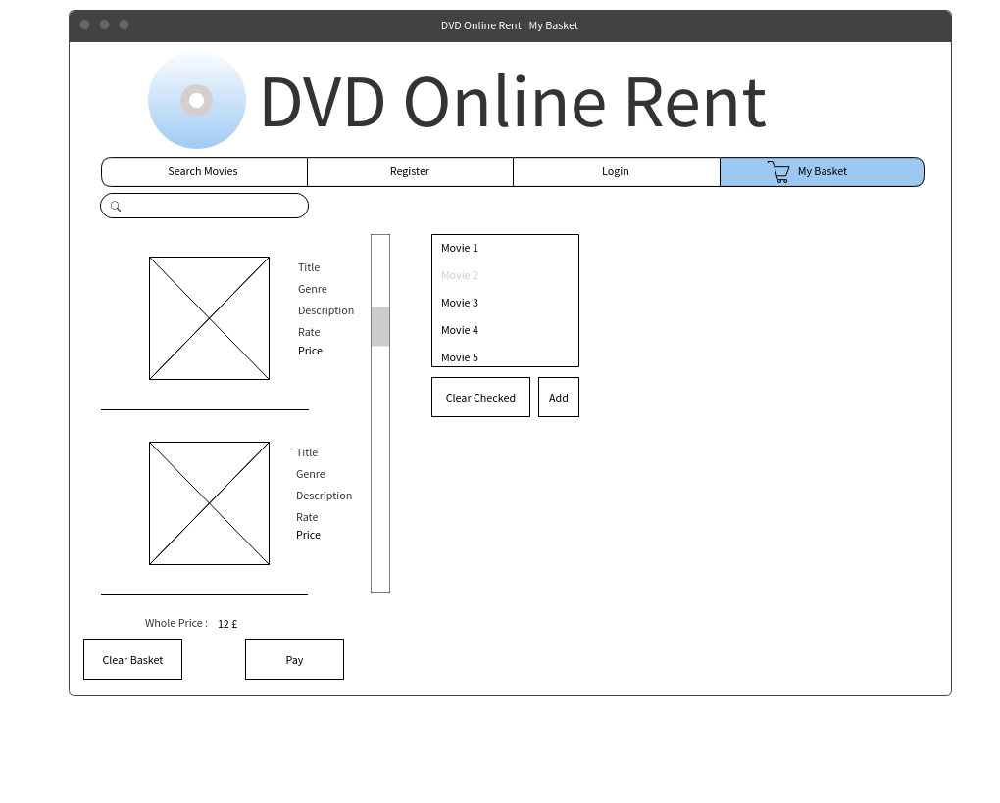 DVD Online Rent : My Basket
DVD Online Rent
Search Movies
Register
Login
My Basket
Title
Genre
Description
Rate
Price
Title
Genre
Description
Rate
Price
Movie 1
Movie 2
Movie 3
Movie 4
Movie 5
Clear Checked
Add
Whole Price : 12 £
Clear Basket
Pay